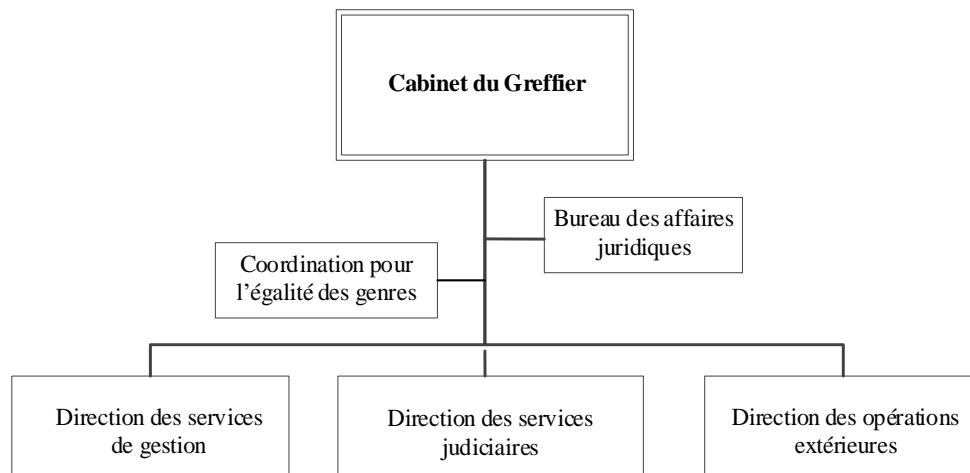 Cabinet du Greffier
Bureau des affaires
juridiques
Coordination pour
l'égalité des genres
Direction des services
de gestion
Direction des services
judiciaires
Direction des opérations
extérieures